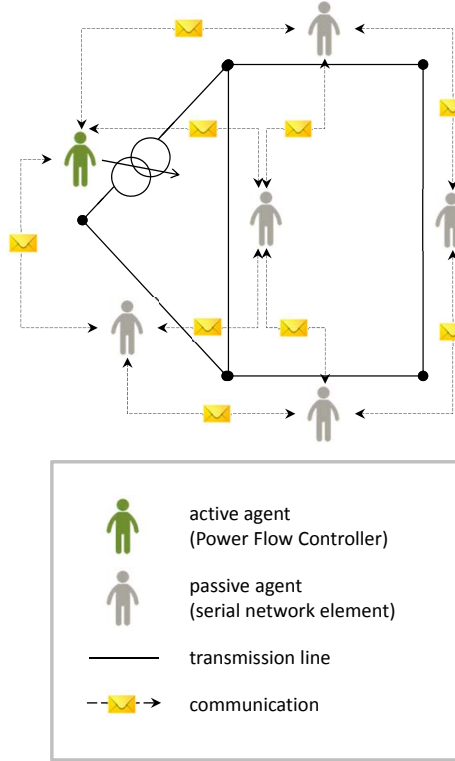 active agent
(Power Flow Controller)
passive agent
(serial network element)
transmission line
communication